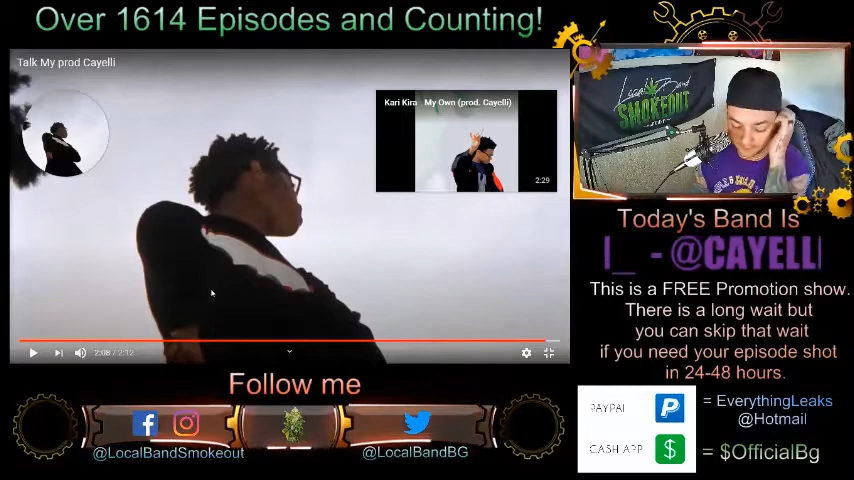 Over 1614 Episodes and Counting!
Talk My prod Cayelli
Kari Kira My Own (prod. Cayelli)
2:29
2:08 / 2:12
Local Band
SMOKEOUT
Today's Band Is
- @CAYELLI
This is a FREE Promotion show.
There is a long wait but
you can skip that wait
if you need your episode shot
in 24-48 hours.
Follow me
@LocalBandSmokeout
@LocalBandBG
PAYPAL
= EverythingLeaks
@Hotmail
CASH APP
= $OfficialBg